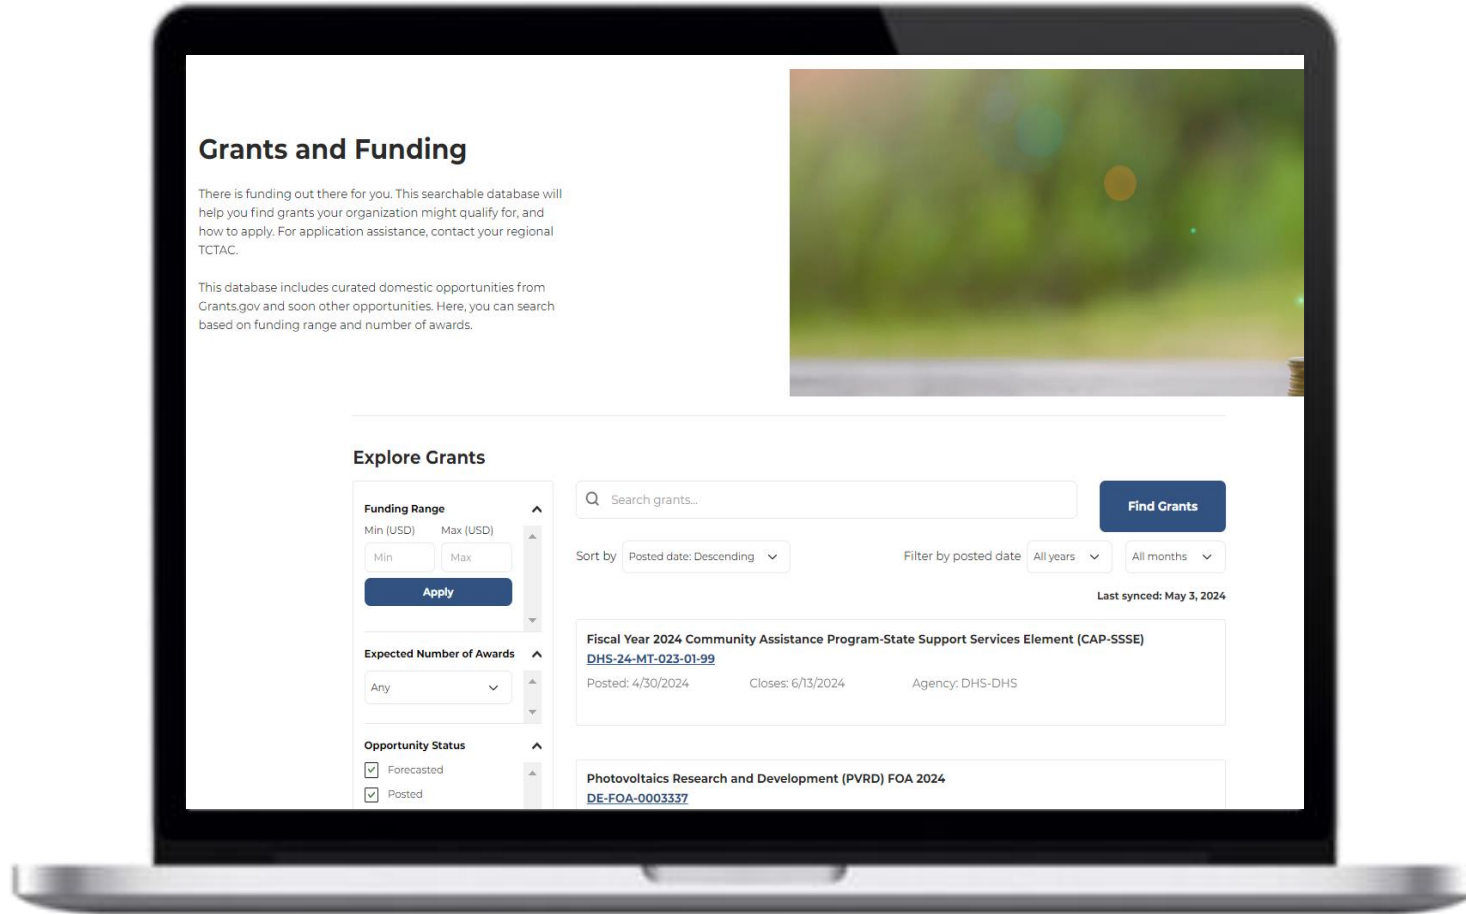 Grants and Funding
There is funding out there for you. This searchable database will
help you find grants your organization might qualify for, and
how to apply. For application assistance, contact your regional
TCTAC.
This database includes curated domestic opportunities from
Grants.gov and soon other opportunities. Here, you can search
based on funding range and number of awards.
Explore Grants
Funding Range
Min (USD) Max (USD)
Min Max
Apply
Expected Number of Awards
Any
Opportunity Status
Forecasted
Posted
Search grants...
Find Grants
Sort by Posted date: Descending Filter by posted date All years All months
Last synced: May 3, 2024
Fiscal Year 2024 Community Assistance Program-State Support Services Element (CAP-SSSE)
DHS-24-MT-023-01-99
Posted: 4/30/2024 Closes: 6/13/2024 Agency: DHS-DHS
Photovoltaics Research and Development (PVRD) FOA 2024
DE-FOA-0003337